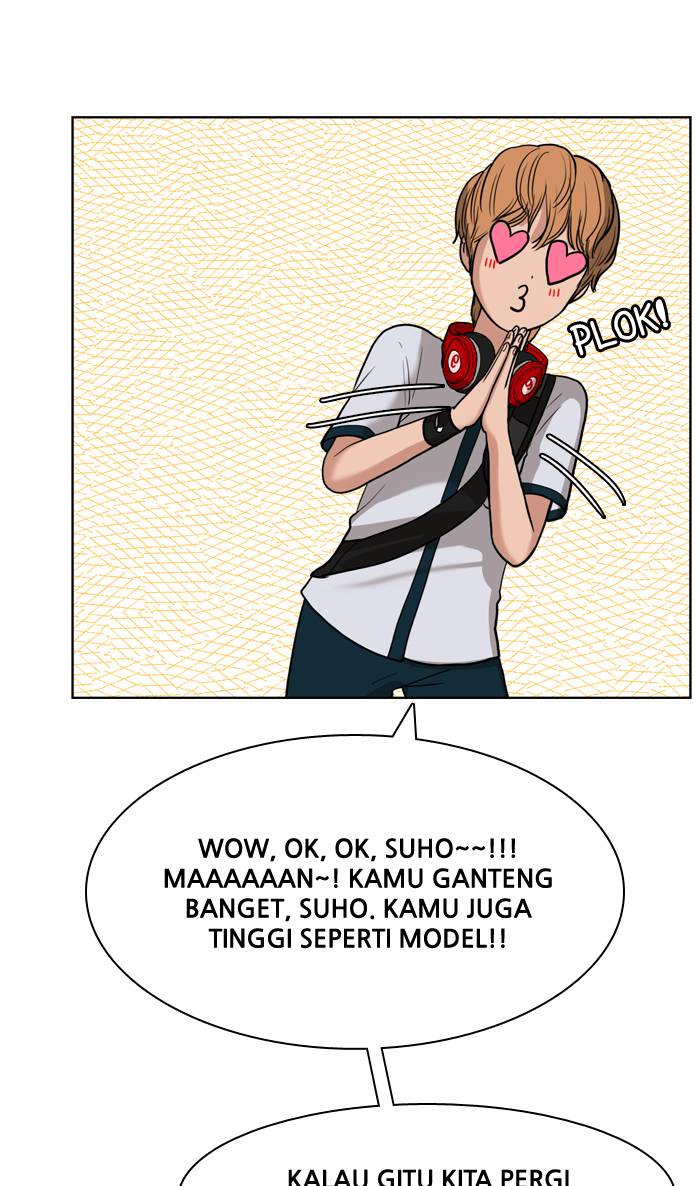 PLOK!
WOW, OK, OK, SUHO~~!!!
MAAAAAAN~! KAMU GANTENG
BANGET, SUHO. KAMU JUGA
TINGGI SEPERTI MODEL!!
KALAU GITU KITA PERGI